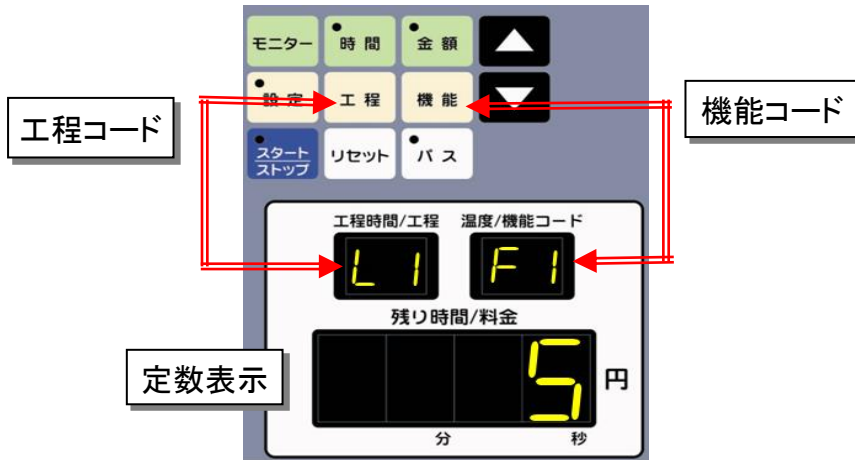 モニター
時間
金額
設定
工程
機能
スタート
ストップ
リセット
パス
工程コード
機能コード
工程時間/工程
温度/機能コード
L1
F1
残り時間/料金
5
円
定数表示
分
秒